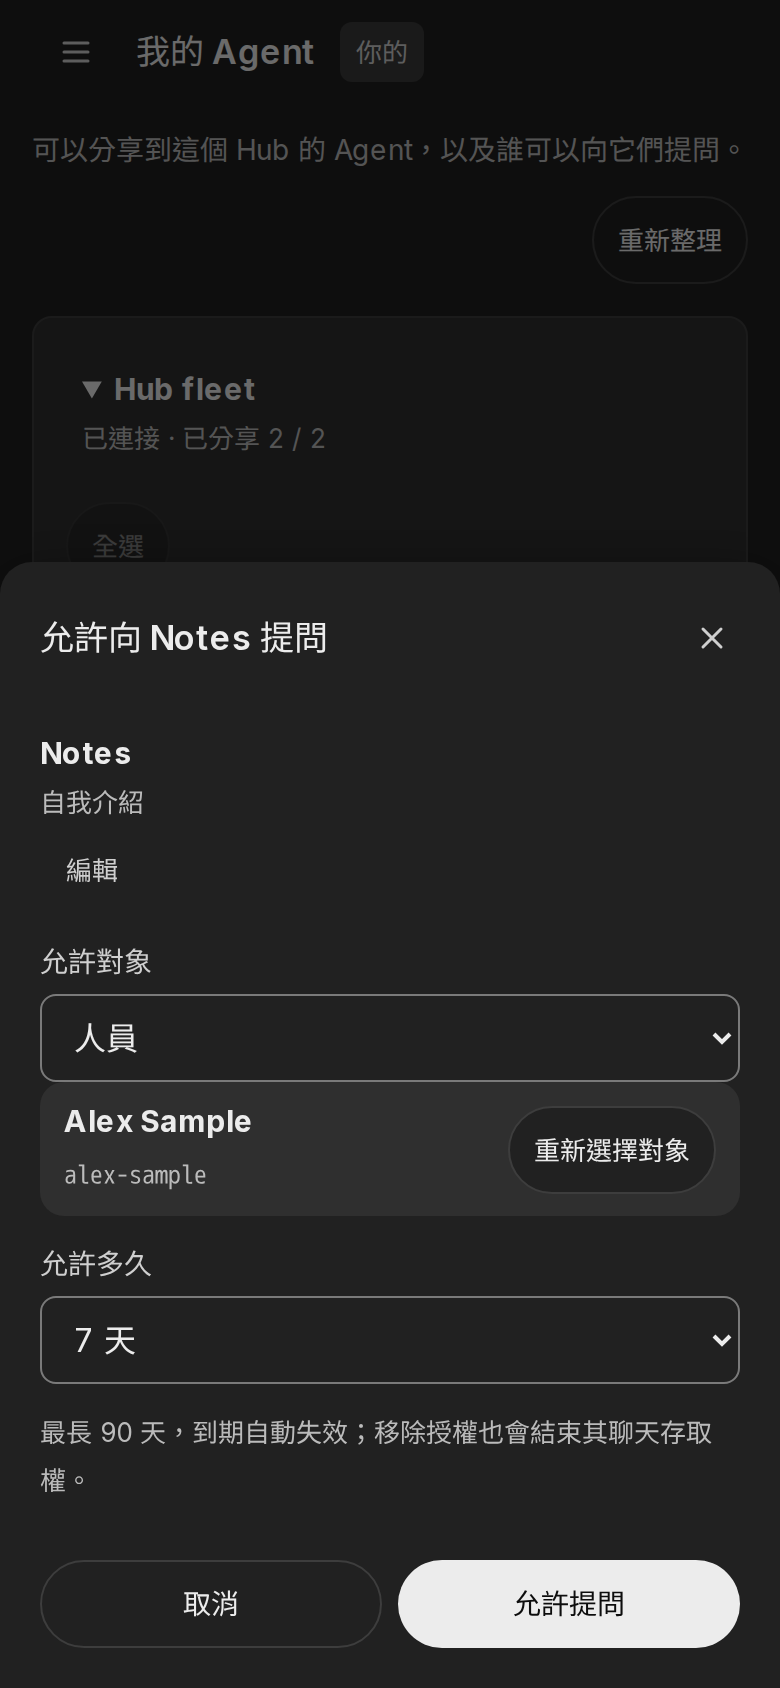 我的 Agent 你的
可以分享到這個 Hub 的 Agent，以及誰可以向它們提問。
重新整理
▼ Hub fleet
已連接 · 已分享 2 / 2
全選
允許向 Notes 提問
Notes
自我介紹
編輯
允許對象
人員
Alex Sample
alex-sample
重新選擇對象
允許多久
7 天
最長 90 天，到期自動失效；移除授權也會結束其聊天存取
權。
取消
允許提問